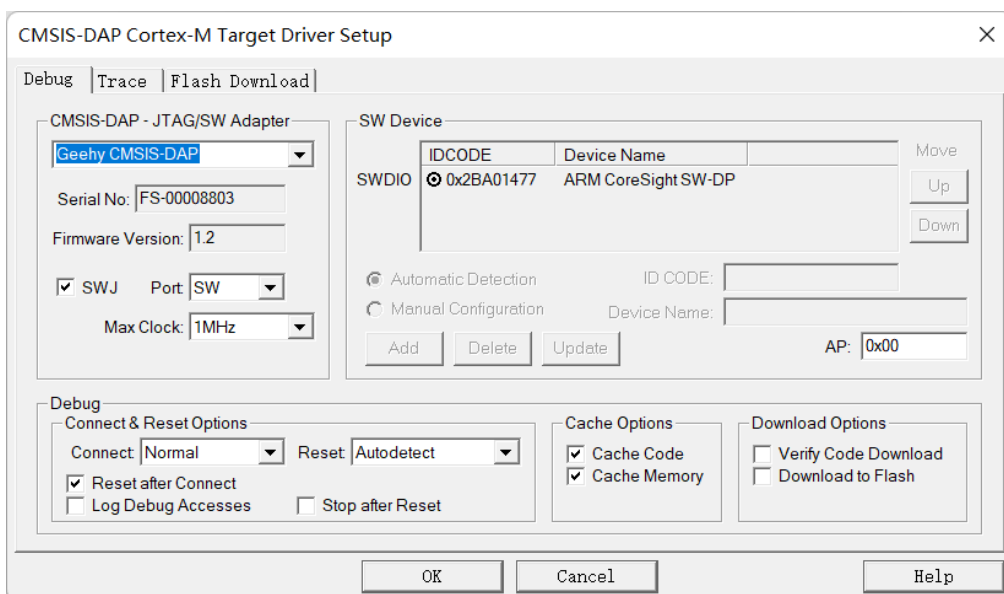 CMSIS-DAP Cortex-M Target Driver Setup
Debug Trace Flash Download
CMSIS-DAP - JTAG/SW Adapter
Geehy CMSIS-DAP
Serial No: FS-00008803
Firmware Version: 1.2
SWJ Port: SW
Max Clock: 1MHz
SW Device
IDCODE Device Name Move
SWDIO 0x2BA01477 ARM CoreSight SW-DP
Up
Down
Automatic Detection ID CODE:
Manual Configuration Device Name:
Add Delete Update AP: 0x00
Debug
Connect & Reset Options
Connect: Normal Reset: Autodetect
Reset after Connect
Log Debug Accesses Stop after Reset
Cache Options
Cache Code
Cache Memory
Download Options
Verify Code Download
Download to Flash
OK Cancel Help